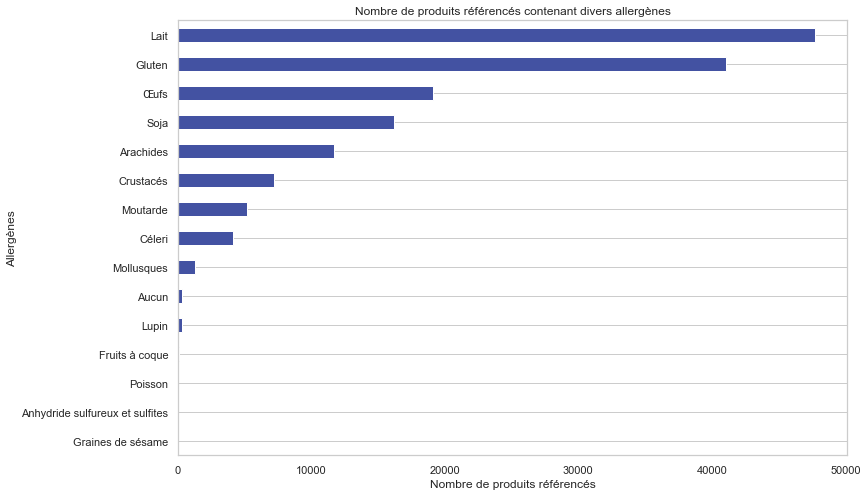 Nombre de produits référencés contenant divers allergènes
Allergènes
Lait
Gluten
Œufs
Soja
Arachides
Crustacés
Moutarde
Céleri
Mollusques
Aucun
Lupin
Fruits à coque
Poisson
Anhydride sulfureux et sulfites
Graines de sésame
0 10000 20000 30000 40000 50000
Nombre de produits référencés